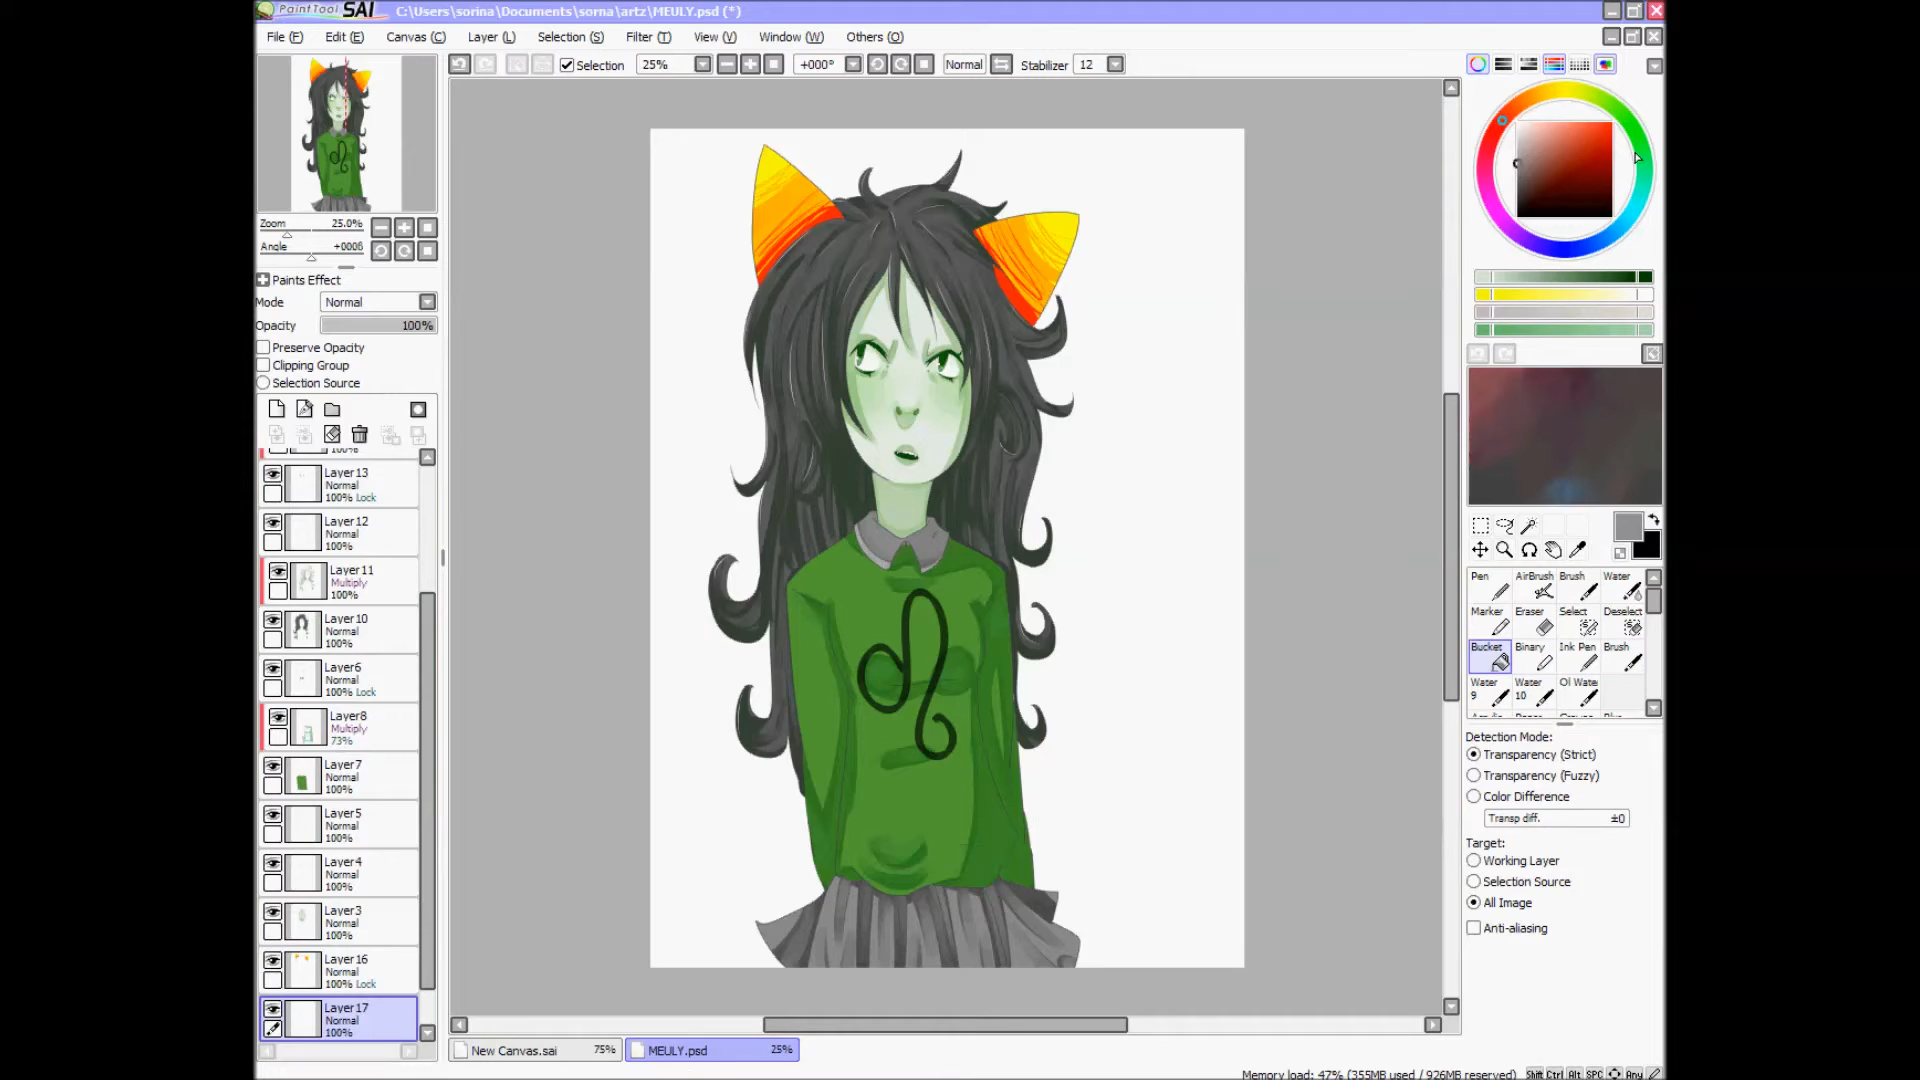 PaintTool SAI C:\Users\sorina\Documents\sorna\artz\MEULY.psd (*)
File (F) Edit (E) Canvas (C) Layer (L) Selection (S) Filter (T) View (V) Window (W) Others (O)
Selection 25% +000° Normal Stabilizer 12
Zoom 25.0%
Angle +0006
Paints Effect
Mode Normal
Opacity 100%
Preserve Opacity
Clipping Group
Selection Source
100%
Layer13
Normal
100% Lock
Layer12
Normal
100%
Layer11
Multiply
100%
Layer10
Normal
100%
Layer6
Normal
100% Lock
Layer8
Multiply
73%
Layer7
Normal
100%
Layer5
Normal
100%
Layer4
Normal
100%
Layer3
Normal
100%
Layer16
Normal
100% Lock
Layer17
Normal
100%
Pen AirBrush Brush Water
Marker Eraser Select Deselect
Bucket Binary Ink Pen Brush
Water 9 Water 10 Ol Wate
Detection Mode:
Transparency (Strict)
Transparency (Fuzzy)
Color Difference
Transp diff. ±0
Target:
Working Layer
Selection Source
All Image
Anti-aliasing
New Canvas.sai 75% MEULY.psd 25%
Memory load: 47% (355MB used / 926MB reserved) Shift Ctrl Alt SPC Any